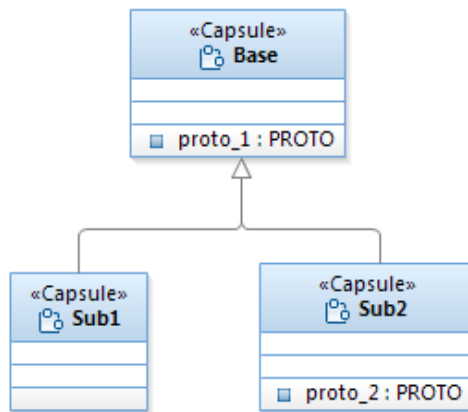 «Capsule»
Base
proto_1 : PROTO
«Capsule»
Sub1
«Capsule»
Sub2
proto_2 : PROTO